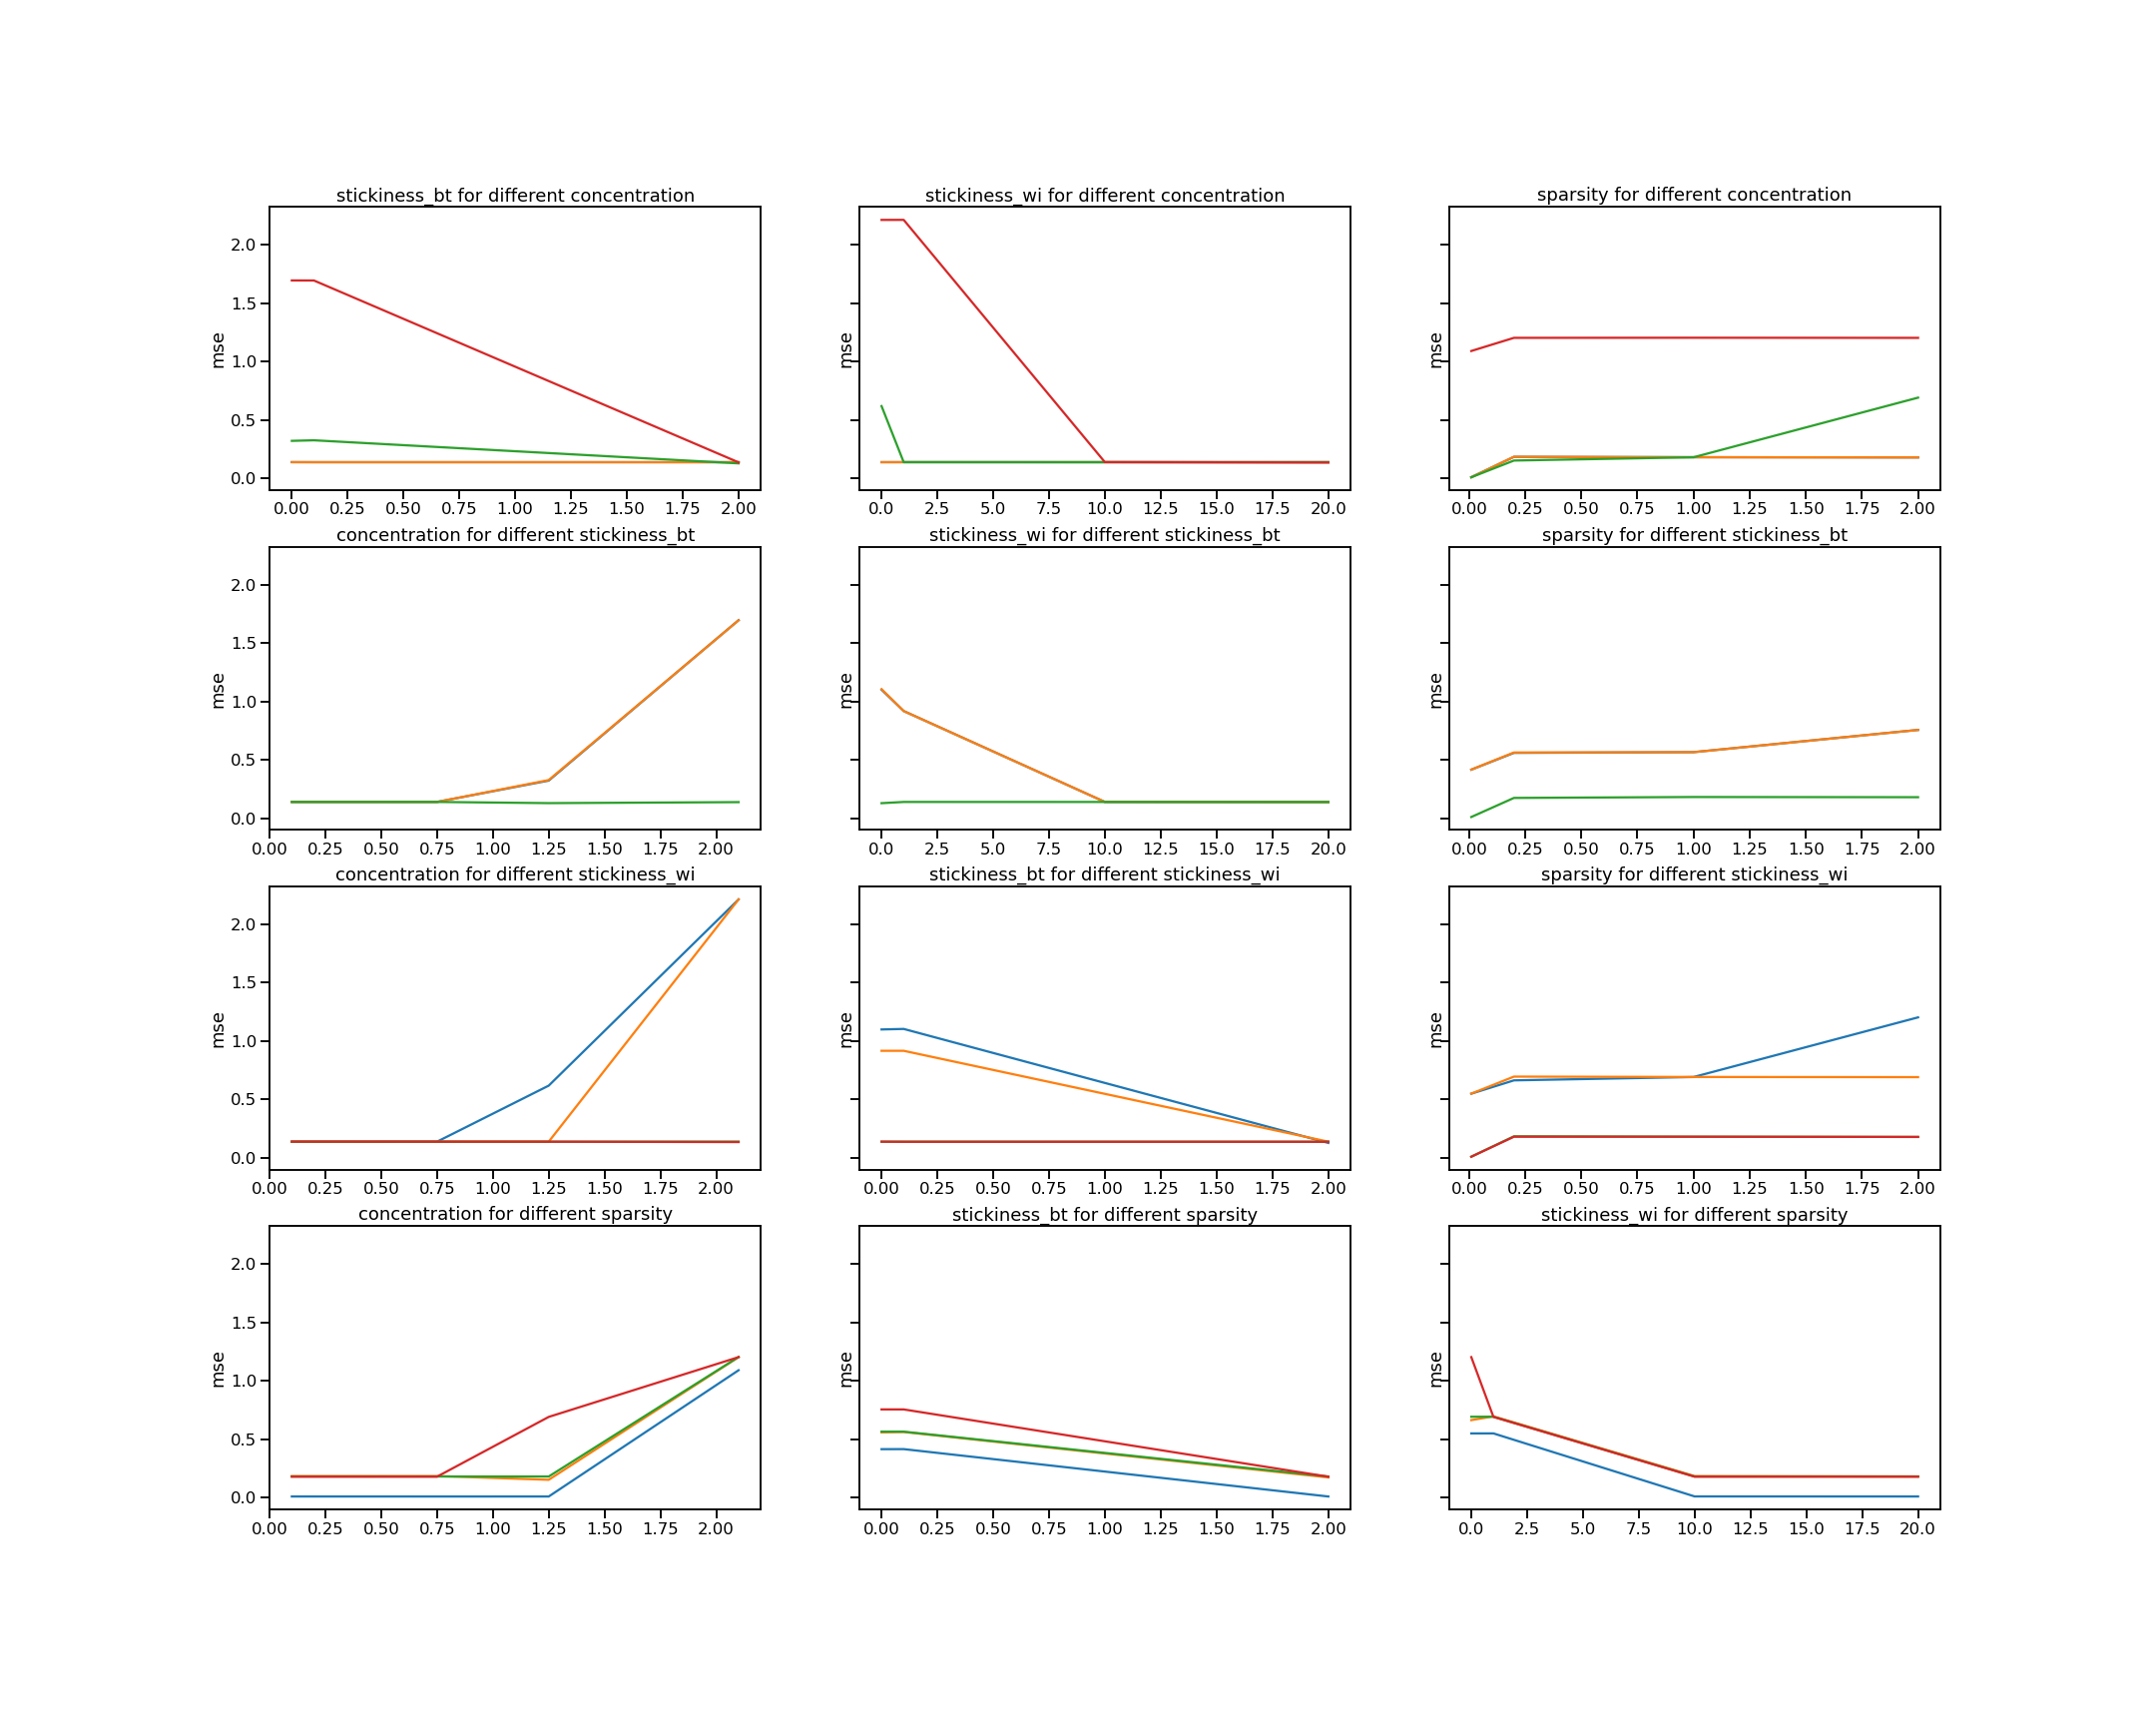 stickiness_bt for different concentration
stickiness_wi for different concentration
sparsity for different concentration
mse
2.0
1.5
1.0
0.5
0.0
0.00 0.25 0.50 0.75 1.00 1.25 1.50 1.75 2.00
mse
0.0 2.5 5.0 7.5 10.0 12.5 15.0 17.5 20.0
mse
0.00 0.25 0.50 0.75 1.00 1.25 1.50 1.75 2.00
concentration for different stickiness_bt
stickiness_wi for different stickiness_bt
sparsity for different stickiness_bt
mse
2.0
1.5
1.0
0.5
0.0
0.00 0.25 0.50 0.75 1.00 1.25 1.50 1.75 2.00
mse
0.0 2.5 5.0 7.5 10.0 12.5 15.0 17.5 20.0
mse
0.00 0.25 0.50 0.75 1.00 1.25 1.50 1.75 2.00
concentration for different stickiness_wi
stickiness_bt for different stickiness_wi
sparsity for different stickiness_wi
mse
2.0
1.5
1.0
0.5
0.0
0.00 0.25 0.50 0.75 1.00 1.25 1.50 1.75 2.00
mse
0.00 0.25 0.50 0.75 1.00 1.25 1.50 1.75 2.00
mse
0.00 0.25 0.50 0.75 1.00 1.25 1.50 1.75 2.00
concentration for different sparsity
stickiness_bt for different sparsity
stickiness_wi for different sparsity
mse
2.0
1.5
1.0
0.5
0.0
0.00 0.25 0.50 0.75 1.00 1.25 1.50 1.75 2.00
mse
0.00 0.25 0.50 0.75 1.00 1.25 1.50 1.75 2.00
mse
0.0 2.5 5.0 7.5 10.0 12.5 15.0 17.5 20.0